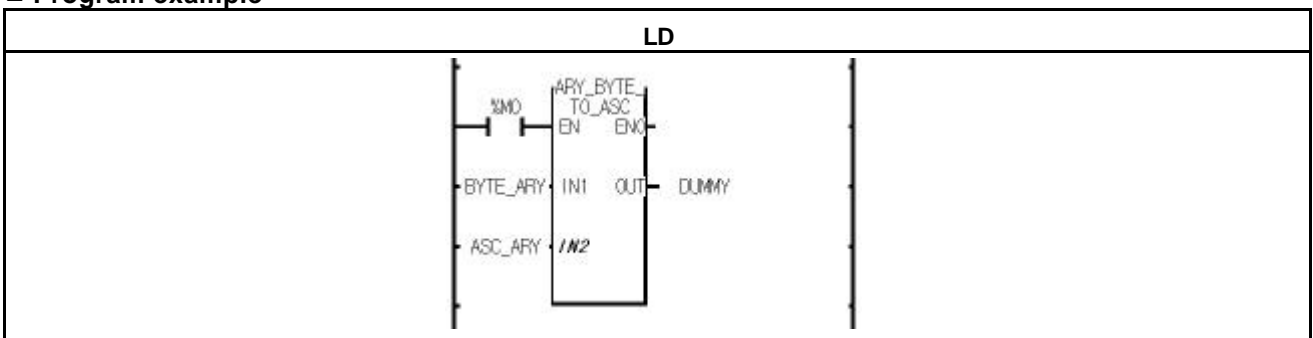 ■ Program example
LD
ARY_BYTE_
%M0 TO_ASC
EN ENO
BYTE_ARY IN1 OUT DUMMY
ASC_ARY IN2